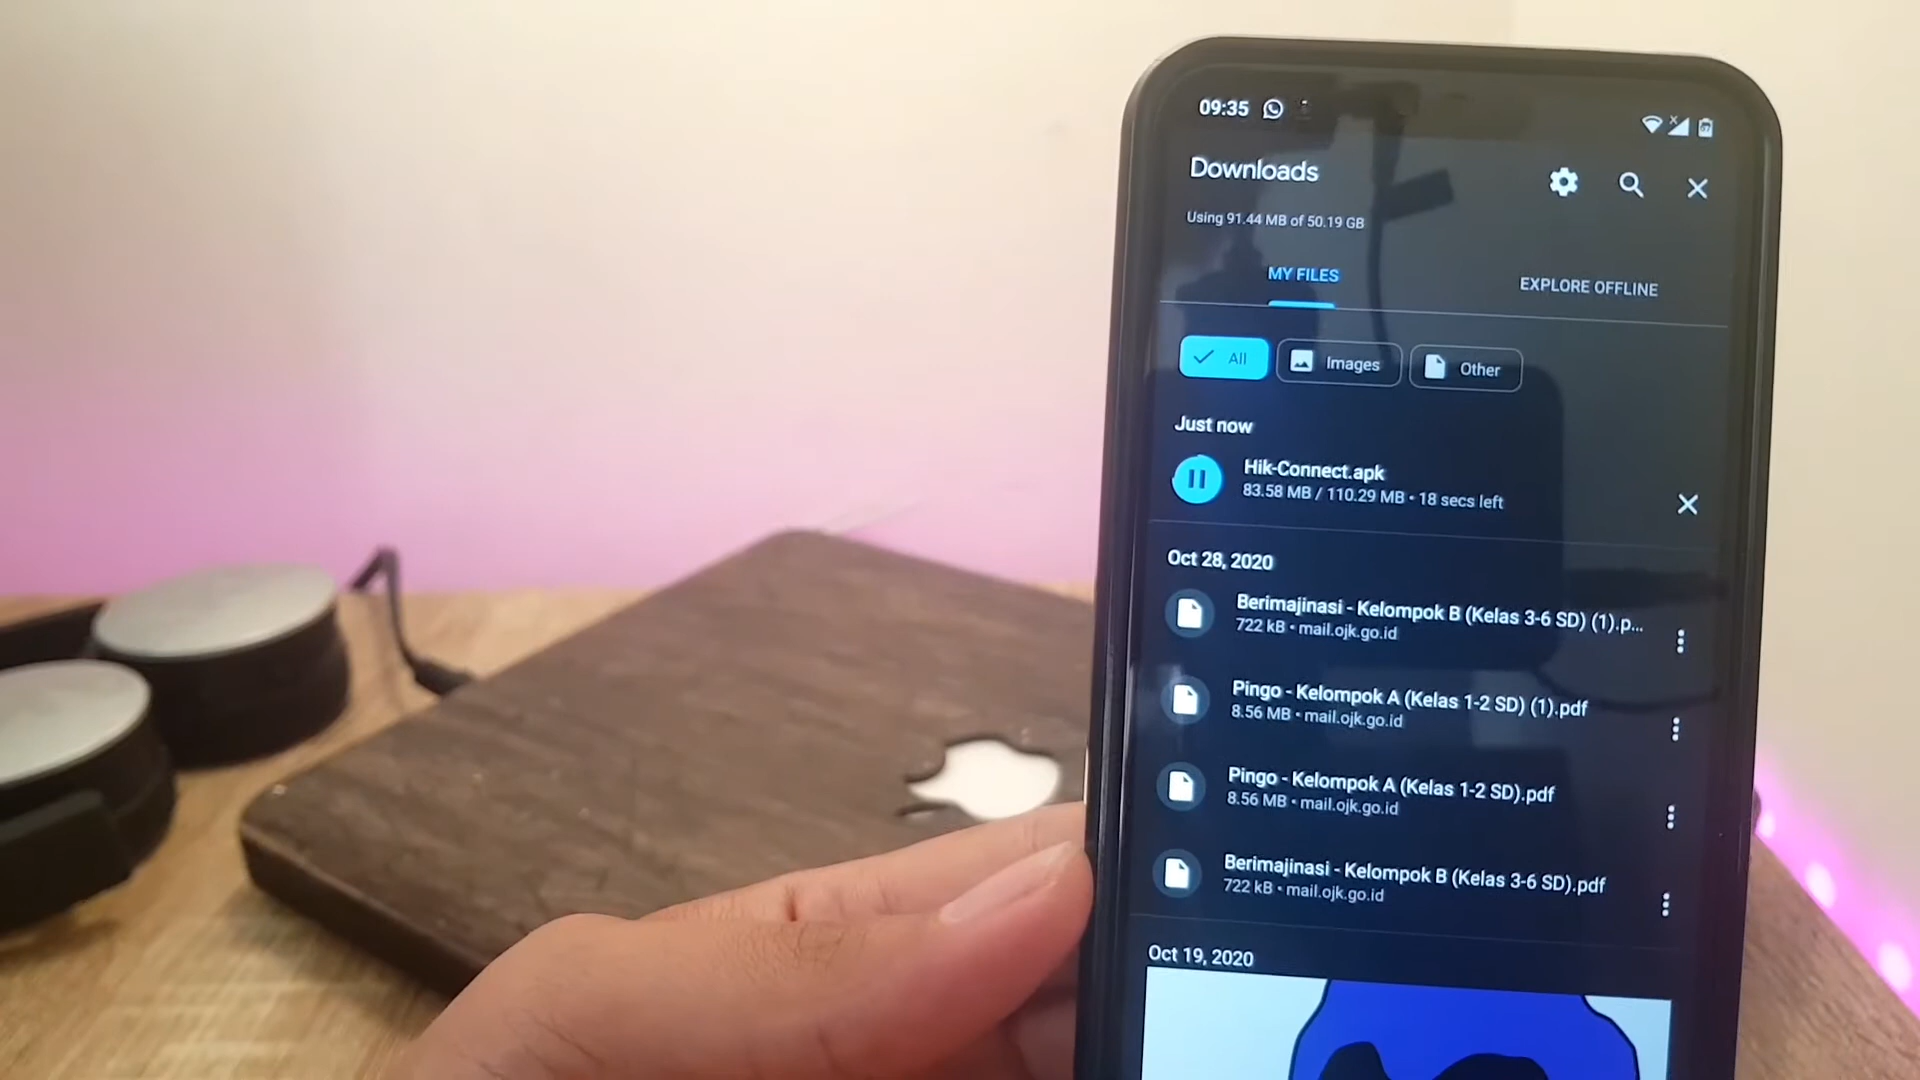 09:35
Downloads
Using 91.44 MB of 50.19 GB
MY FILES
EXPLORE OFFLINE
All
Images
Other
Just now
Hik-Connect.apk
83.58 MB / 110.29 MB • 18 secs left
Oct 28, 2020
Berimajinasi - Kelompok B (Kelas 3-6 SD) (1).p...
722 kB • mail.ojk.go.id
Pingo - Kelompok A (Kelas 1-2 SD) (1).pdf
8.56 MB • mail.ojk.go.id
Pingo - Kelompok A (Kelas 1-2 SD).pdf
8.56 MB • mail.ojk.go.id
Berimajinasi - Kelompok B (Kelas 3-6 SD).pdf
722 kB • mail.ojk.go.id
Oct 19, 2020